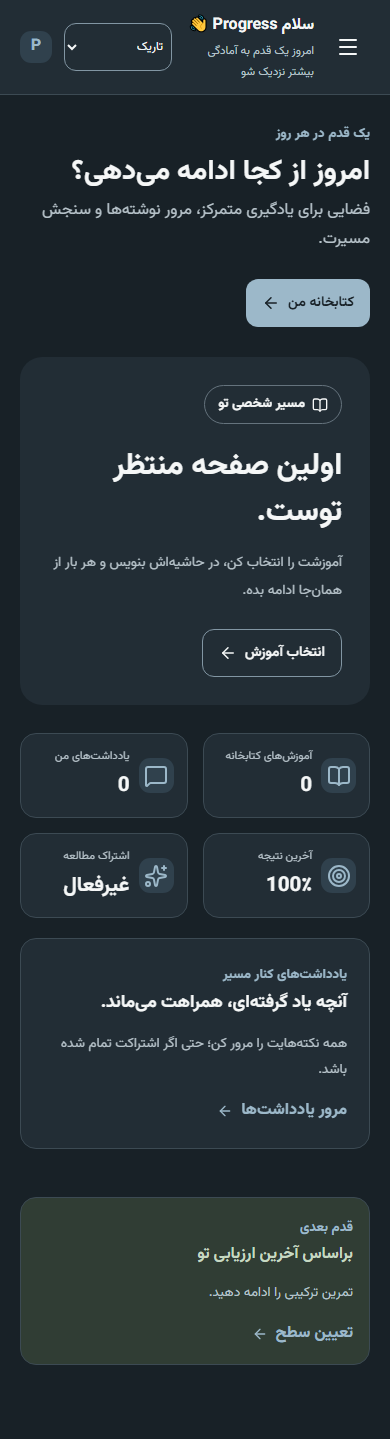 سلام Progress 👋
امروز یک قدم به آمادگی
بیشتر نزدیک شو
تاریک
P
یک قدم در هر روز
امروز از کجا ادامه می‌دهی؟
فضایی برای یادگیری متمرکز، مرور نوشته‌ها و سنجش
مسیرت.
کتابخانه من
مسیر شخصی تو
اولین صفحه منتظر
توست.
آموزشت را انتخاب کن، در حاشیه‌اش بنویس و هر بار از
همان‌جا ادامه بده.
انتخاب آموزش
آموزش‌های کتابخانه
0
یادداشت‌های من
0
آخرین نتیجه
100٪
اشتراک مطالعه
غیرفعال
یادداشت‌های کنار مسیر
آنچه یاد گرفته‌ای، همراهت می‌ماند.
همه نکته‌هایت را مرور کن؛ حتی اگر اشتراکت تمام شده
باشد.
مرور یادداشت‌ها
قدم بعدی
براساس آخرین ارزیابی تو
تمرین ترکیبی را ادامه دهید.
تعیین سطح